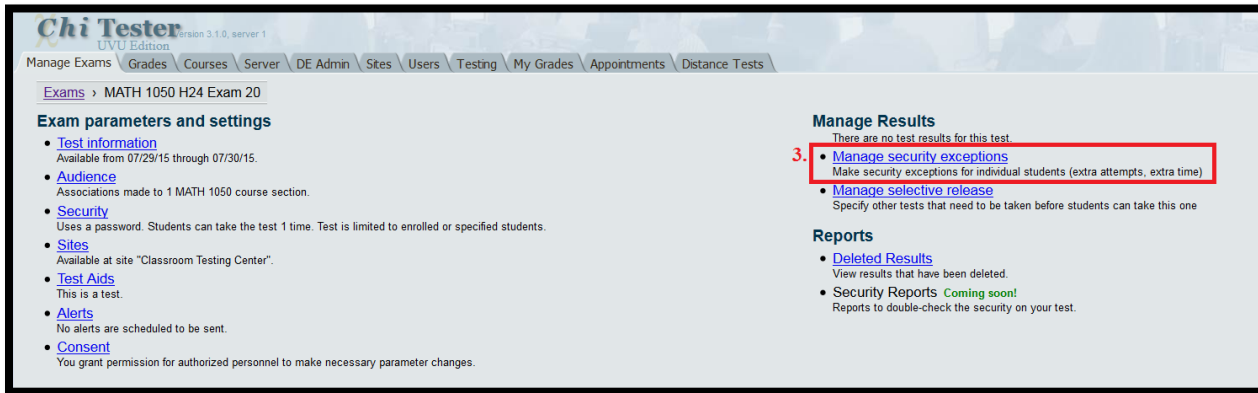 Chi Tester Version 3.1.0, server 1
UVU Edition
Manage Exams Grades Courses Server DE Admin Sites Users Testing My Grades Appointments Distance Tests
Exams › MATH 1050 H24 Exam 20
Exam parameters and settings
• Test information
Available from 07/29/15 through 07/30/15.
• Audience
Associations made to 1 MATH 1050 course section.
• Security
Uses a password. Students can take the test 1 time. Test is limited to enrolled or specified students.
• Sites
Available at site "Classroom Testing Center".
• Test Aids
This is a test.
• Alerts
No alerts are scheduled to be sent.
• Consent
You grant permission for authorized personnel to make necessary parameter changes.
Manage Results
There are no test results for this test.
3. • Manage security exceptions
Make security exceptions for individual students (extra attempts, extra time)
• Manage selective release
Specify other tests that need to be taken before students can take this one
Reports
• Deleted Results
View results that have been deleted.
• Security Reports Coming soon!
Reports to double-check the security on your test.